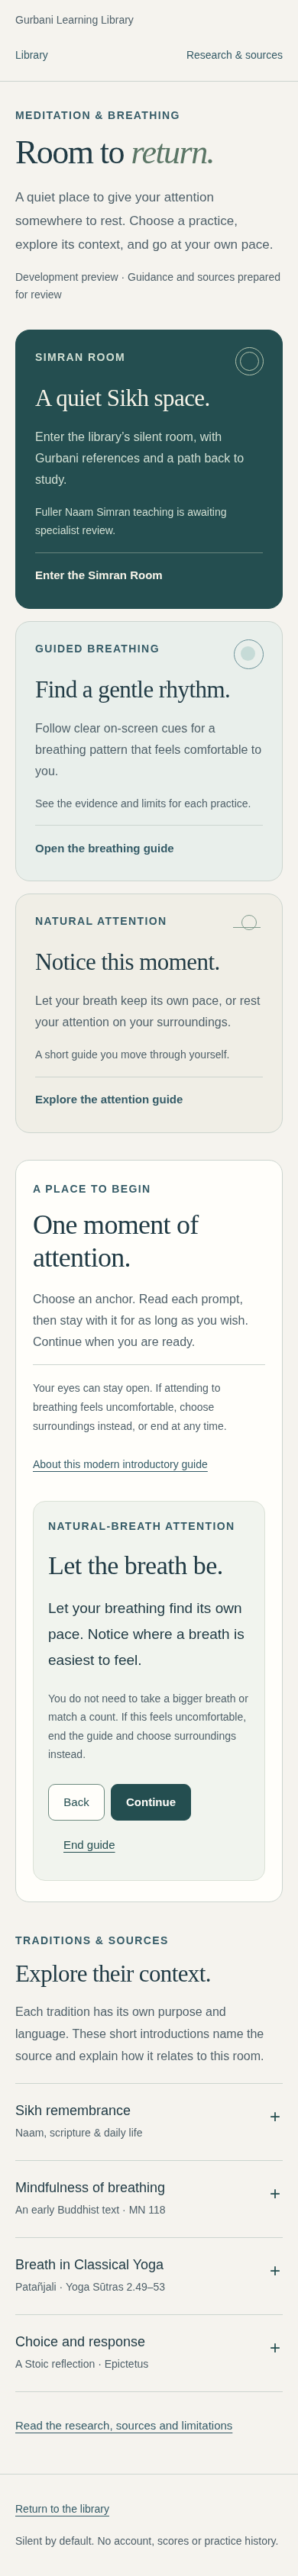 Gurbani Learning Library
Library
Research & sources
MEDITATION & BREATHING
Room to return.
A quiet place to give your attention
somewhere to rest. Choose a practice,
explore its context, and go at your own pace.
Development preview · Guidance and sources prepared
for review
SIMRAN ROOM
A quiet Sikh space.
Enter the library's silent room, with
Gurbani references and a path back to
study.
Fuller Naam Simran teaching is awaiting
specialist review.
Enter the Simran Room
GUIDED BREATHING
Find a gentle rhythm.
Follow clear on-screen cues for a
breathing pattern that feels comfortable to
you.
See the evidence and limits for each practice.
Open the breathing guide
NATURAL ATTENTION
Notice this moment.
Let your breath keep its own pace, or rest
your attention on your surroundings.
A short guide you move through yourself.
Explore the attention guide
A PLACE TO BEGIN
One moment of
attention.
Choose an anchor. Read each prompt,
then stay with it for as long as you wish.
Continue when you are ready.
Your eyes can stay open. If attending to
breathing feels uncomfortable, choose
surroundings instead, or end at any time.
About this modern introductory guide
NATURAL-BREATH ATTENTION
Let the breath be.
Let your breathing find its own
pace. Notice where a breath is
easiest to feel.
You do not need to take a bigger breath or
match a count. If this feels uncomfortable,
end the guide and choose surroundings
instead.
Back
Continue
End guide
TRADITIONS & SOURCES
Explore their context.
Each tradition has its own purpose and
language. These short introductions name the
source and explain how it relates to this room.
Sikh remembrance
+
Naam, scripture & daily life
Mindfulness of breathing
+
An early Buddhist text · MN 118
Breath in Classical Yoga
+
Patañjali · Yoga Sūtras 2.49–53
Choice and response
+
A Stoic reflection · Epictetus
Read the research, sources and limitations
Return to the library
Silent by default. No account, scores or practice history.